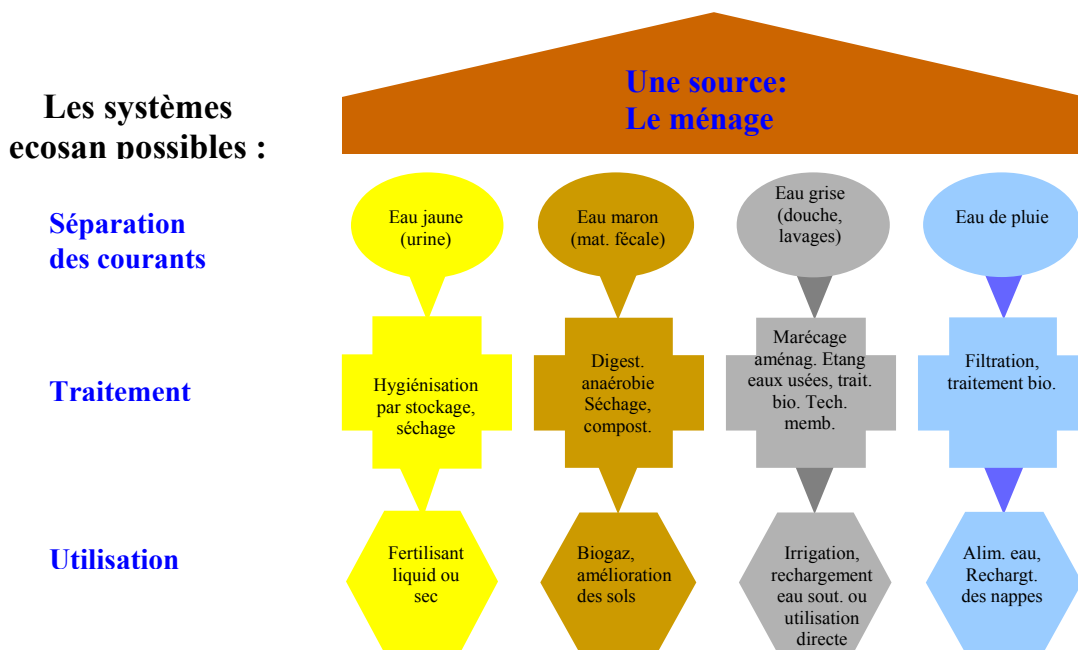 Les systèmes
ecosan possibles :
Une source:
Le ménage
Séparation
des courants
Eau jaune
(urine)
Eau maron
(mat. fécale)
Eau grise
(douche,
lavages)
Eau de pluie
Traitement
Hygiénisation
par stockage,
séchage
Digest.
anaérobie
Séchage,
compost.
Marécage
aménag. Etang
eaux usées, trait.
bio. Tech.
memb.
Filtration,
traitement bio.
Utilisation
Fertilisant
liquid ou
sec
Biogaz,
amélioration
des sols
Irrigation,
rechargement
eau sout. ou
utilisation
directe
Alim. eau,
Rechargt.
des nappes